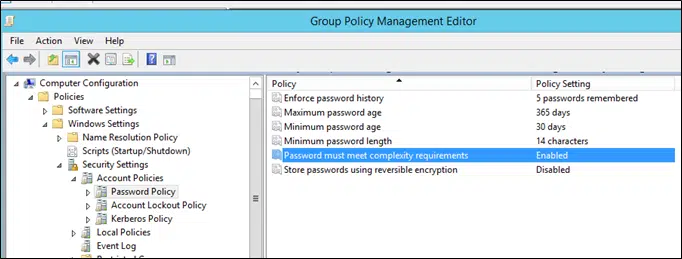 Group Policy Management Editor
File Action View Help
Computer Configuration
Policies
Software Settings
Windows Settings
Name Resolution Policy
Scripts (Startup/Shutdown)
Security Settings
Account Policies
Password Policy
Account Lockout Policy
Kerberos Policy
Local Policies
Event Log
Policy Policy Setting
Enforce password history 5 passwords remembered
Maximum password age 365 days
Minimum password age 30 days
Minimum password length 14 characters
Password must meet complexity requirements Enabled
Store passwords using reversible encryption Disabled